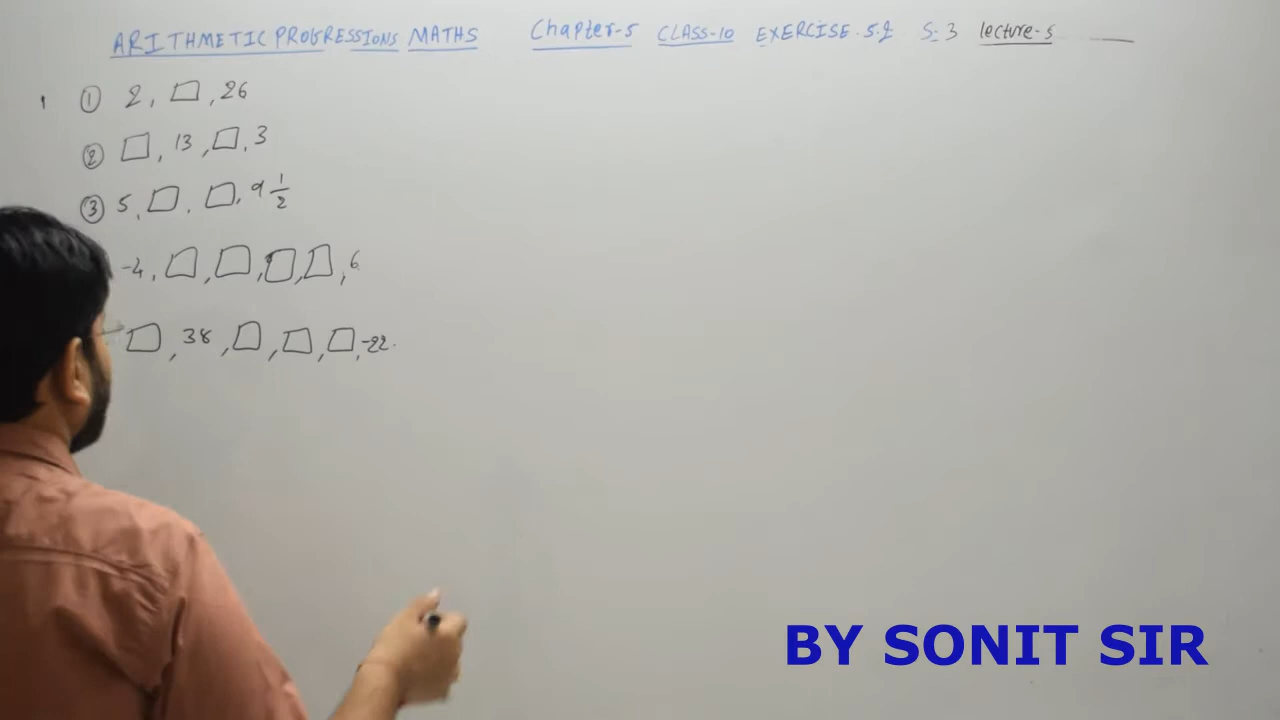 ARITHMETIC PROGRESSIONS MATHS Chapter-5 CLASS-10 EXERCISE.5.2 S:3 lecture-5
① 2, □, 26
② □, 13, □, 3
③ 5, □, □, 9 1/2
-4, □, □, □, □, 6
□, 38, □, □, □, -22.
BY SONIT SIR